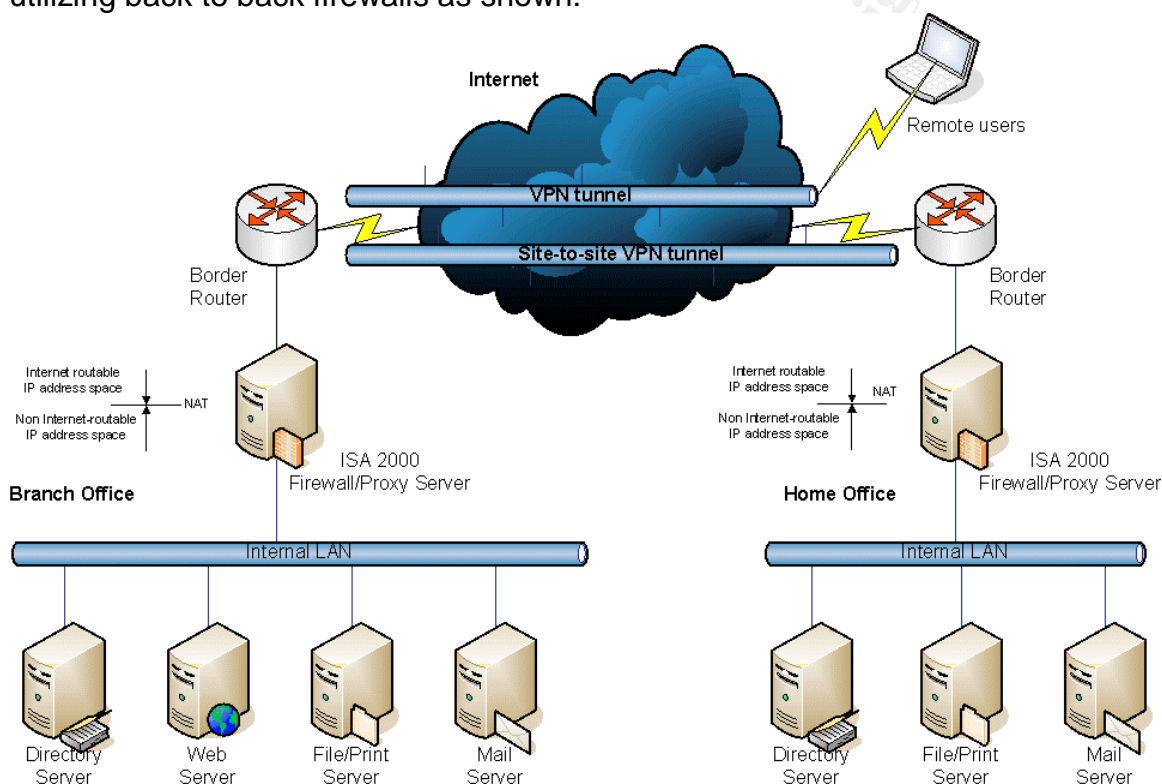 utilizing back to back firewalls as shown.
Internet
Remote users
VPN tunnel
Site-to-site VPN tunnel
Border
Router
Border
Router
Internet routable
IP address space
NAT
Non Internet-routable
IP address space
Internet routable
IP address space
NAT
Non Internet-routable
IP address space
ISA 2000
Firewall/Proxy Server
ISA 2000
Firewall/Proxy Server
Branch Office
Home Office
Internal LAN
Internal LAN
Directory
Server
Web
Server
File/Print
Server
Mail
Server
Directory
Server
File/Print
Server
Mail
Server